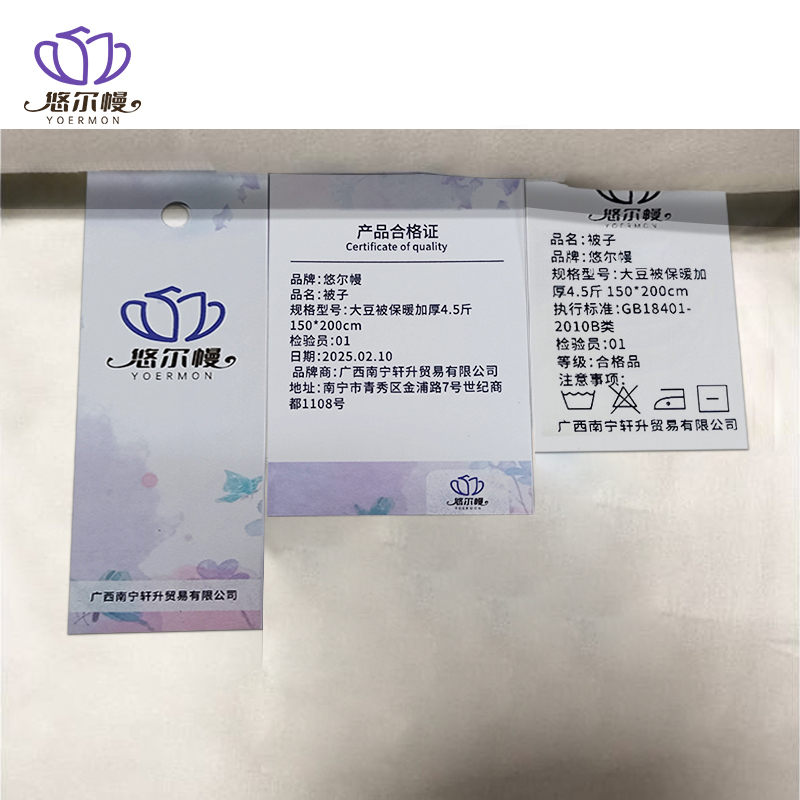 悠尔幔
YOERMON
悠尔幔
YOERMON
广西南宁轩升贸易有限公司
产品合格证
Certificate of quality
品牌:悠尔幔
品名:被子
规格型号:大豆被保暖加厚4.5斤
150*200cm
检验员:01
日期:2025.02.10
品牌商:广西南宁轩升贸易有限公司
地址:南宁市青秀区金浦路7号世纪商
都1108号
悠尔幔
YOERMON
悠尔幔
YOERMON
品名:被子
品牌:悠尔幔
规格型号:大豆被保暖加
厚4.5斤 150*200cm
执行标准:GB18401-
2010B类
检验员:01
等级:合格品
注意事项:
广西南宁轩升贸易有限公司